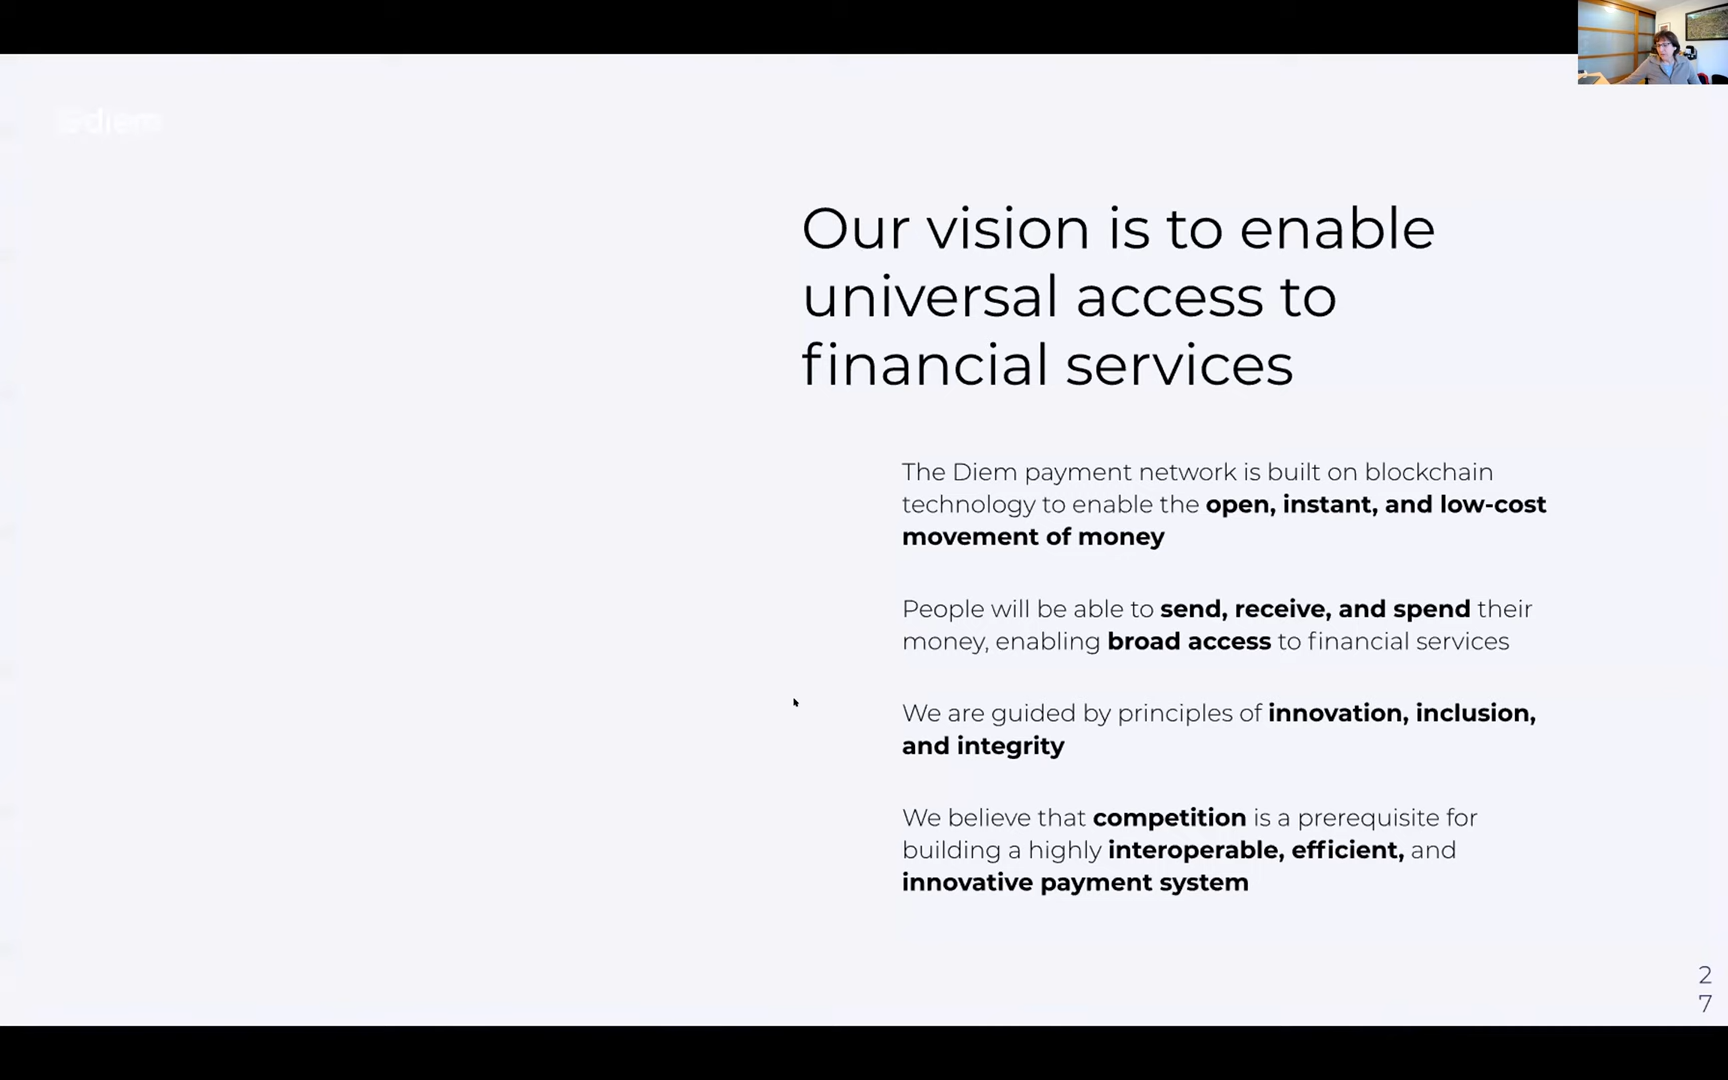 diem
Our vision is to enable
universal access to
financial services
The Diem payment network is built on blockchain
technology to enable the open, instant, and low-cost
movement of money
People will be able to send, receive, and spend their
money, enabling broad access to financial services
We are guided by principles of innovation, inclusion,
and integrity
We believe that competition is a prerequisite for
building a highly interoperable, efficient, and
innovative payment system
2
7